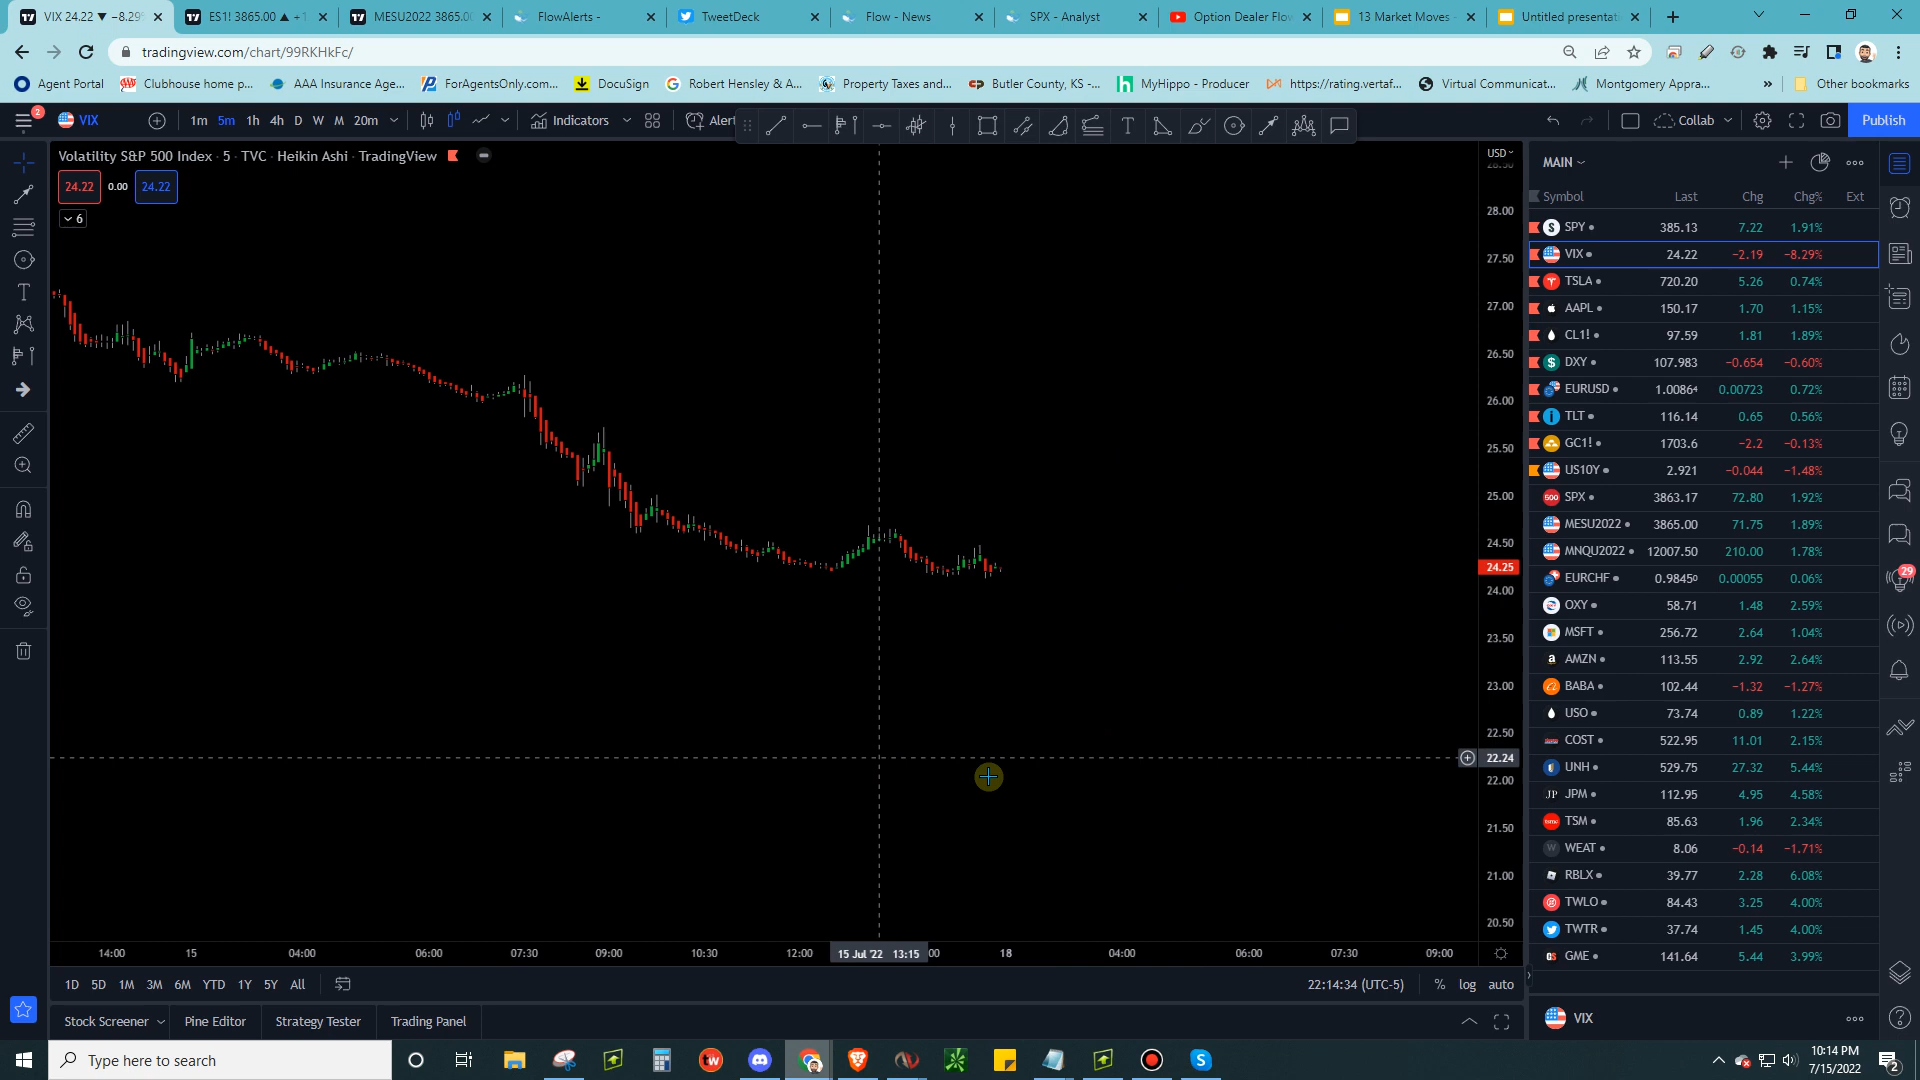 VIX 24.22 ▼ −8.29%
ES1! 3865.00 ▲ +1
MESU2022 3865.0
FlowAlerts -
TweetDeck
Flow - News
SPX - Analyst
Option Dealer Flo
13 Market Moves -
Untitled presentati
tradingview.com/chart/99RKHkFc/
Agent Portal
Clubhouse home p...
AAA Insurance Age...
ForAgentsOnly.com...
DocuSign
Robert Hensley & A...
Property Taxes and...
Butler County, KS -...
MyHippo - Producer
https://rating.vertaf...
Virtual Communicat...
Montgomery Appra...
»
Other bookmarks
2
VIX
1m 5m 1h 4h D W M 20m
Indicators
Alert
Collab
Publish
Volatility S&P 500 Index · 5 · TVC · Heikin Ashi · TradingView
24.22 0.00 24.22
6
USD
28.50
28.00
27.50
27.00
26.50
26.00
25.50
25.00
24.50
24.25
24.00
23.50
23.00
22.50
22.24
22.00
21.50
21.00
20.50
14:00 15 04:00 06:00 07:30 09:00 10:30 12:00 15 Jul '22 13:15 00 18 04:00 06:00 07:30 09:00
1D 5D 1M 3M 6M YTD 1Y 5Y All
22:14:34 (UTC-5) % log auto
Stock Screener
Pine Editor
Strategy Tester
Trading Panel
MAIN
Symbol Last Chg Chg% Ext
SPY 385.13 7.22 1.91%
VIX 24.22 −2.19 −8.29%
TSLA 720.20 5.26 0.74%
AAPL 150.17 1.70 1.15%
CL1! 97.59 1.81 1.89%
DXY 107.983 −0.654 −0.60%
EURUSD 1.00864 0.00723 0.72%
TLT 116.14 0.65 0.56%
GC1! 1703.6 −2.2 −0.13%
US10Y 2.921 −0.044 −1.48%
500 SPX 3863.17 72.80 1.92%
MESU2022 3865.00 71.75 1.89%
MNQU2022 12007.50 210.00 1.78%
EURCHF 0.98450 0.00055 0.06%
OXY 58.71 1.48 2.59%
MSFT 256.72 2.64 1.04%
AMZN 113.55 2.92 2.64%
BABA 102.44 −1.32 −1.27%
USO 73.74 0.89 1.22%
COST 522.95 11.01 2.15%
UNH 529.75 27.32 5.44%
JPM 112.95 4.95 4.58%
TSM 85.63 1.96 2.34%
WEAT 8.06 −0.14 −1.71%
RBLX 39.77 2.28 6.08%
TWLO 84.43 3.25 4.00%
TWTR 37.74 1.45 4.00%
GME 141.64 5.44 3.99%
VIX
29
Type here to search
10:14 PM
7/15/2022
2